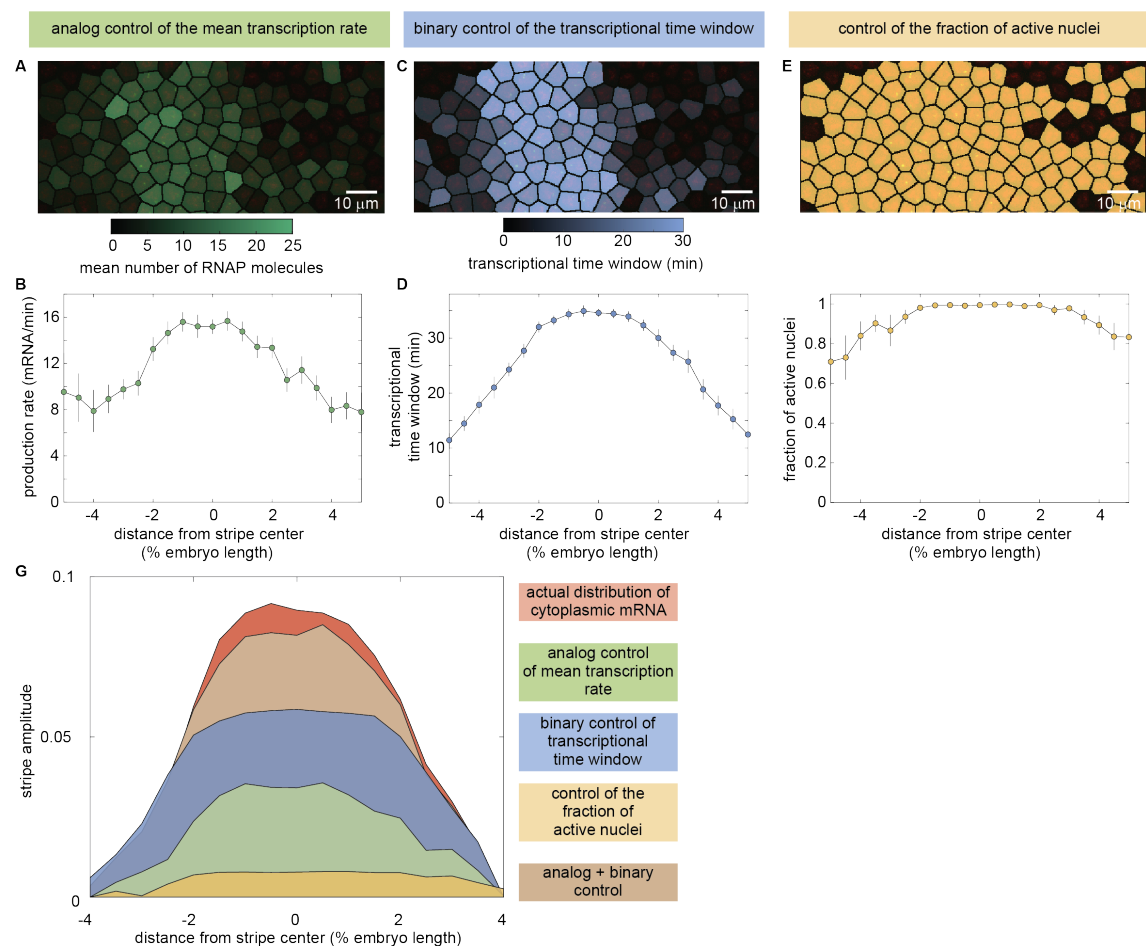 analog control of the mean transcription rate
binary control of the transcriptional time window
control of the fraction of active nuclei
A
C
E
10 μm
10 μm
10 μm
0 5 10 15 20 25
mean number of RNAP molecules
0 10 20 30
transcriptional time window (min)
B
16
12
8
4
0
production rate (mRNA/min)
-4 -2 0 2 4
distance from stripe center
(% embryo length)
D
30
20
10
0
transcriptional
time window (min)
-4 -2 0 2 4
distance from stripe center
(% embryo length)
1
0.8
0.6
0.4
0.2
0
fraction of active nuclei
-4 -2 0 2 4
distance from stripe center
(% embryo length)
G
0.1
0.05
0
stripe amplitude
-4 -2 0 2 4
distance from stripe center (% embryo length)
actual distribution of
cytoplasmic mRNA
analog control
of mean transcription
rate
binary control of
transcriptional
time window
control of the
fraction of
active nuclei
analog + binary
control